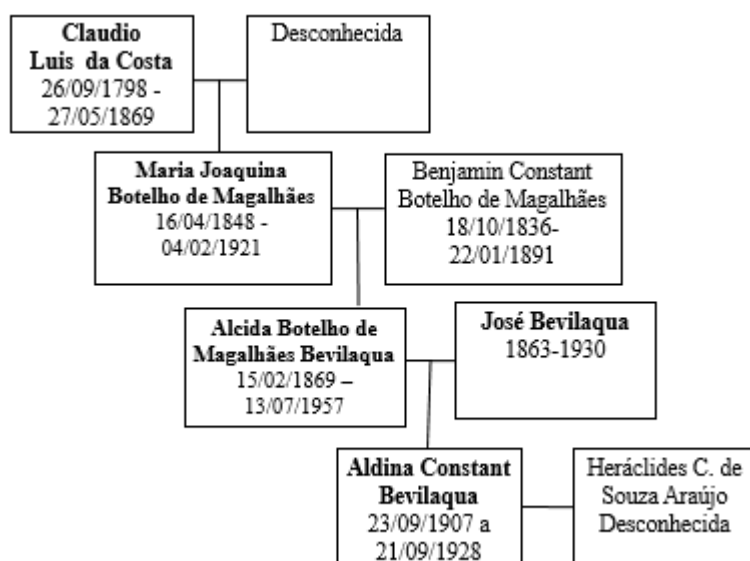 Claudio
Luis da Costa
26/09/1798 -
27/05/1869
Desconhecida
Maria Joaquina
Botelho de Magalhães
16/04/1848 -
04/02/1921
Benjamin Constant
Botelho de Magalhães
18/10/1836-
22/01/1891
Alcida Botelho de
Magalhães Bevilaqua
15/02/1869 –
13/07/1957
José Bevilaqua
1863-1930
Aldina Constant
Bevilaqua
23/09/1907 a
21/09/1928
Heráclides C. de
Souza Araújo
Desconhecida